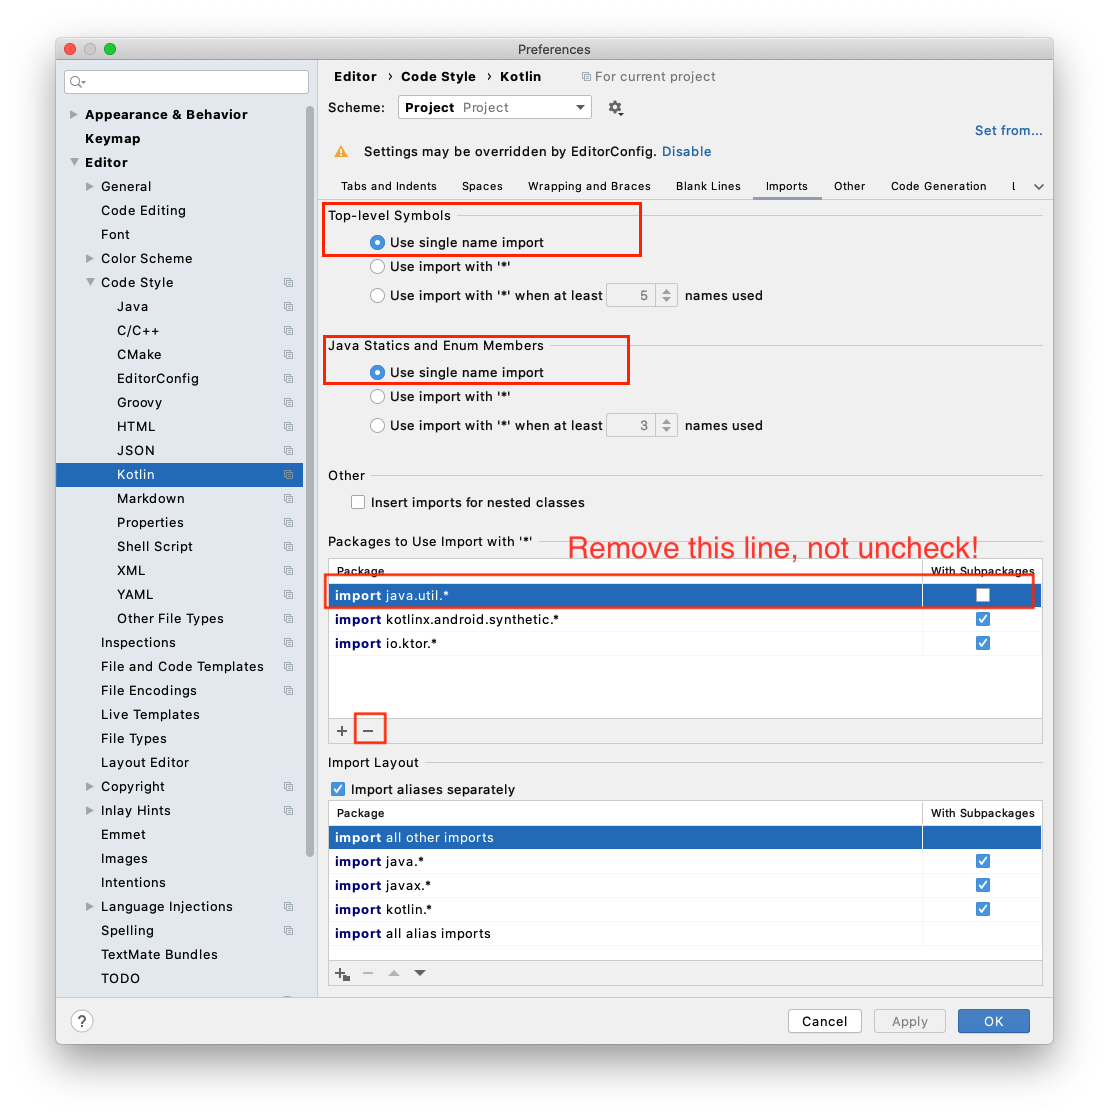 Preferences
Appearance & Behavior
Keymap
Editor
General
Code Editing
Font
Color Scheme
Code Style
Java
C/C++
CMake
EditorConfig
Groovy
HTML
JSON
Kotlin
Markdown
Properties
Shell Script
XML
YAML
Other File Types
Inspections
File and Code Templates
File Encodings
Live Templates
File Types
Layout Editor
Copyright
Inlay Hints
Emmet
Images
Intentions
Language Injections
Spelling
TextMate Bundles
TODO
Editor › Code Style › Kotlin For current project
Scheme: Project Project
Set from...
Settings may be overridden by EditorConfig. Disable
Tabs and Indents Spaces Wrapping and Braces Blank Lines Imports Other Code Generation
Top-level Symbols
Use single name import
Use import with '*'
Use import with '*' when at least 5 names used
Java Statics and Enum Members
Use single name import
Use import with '*'
Use import with '*' when at least 3 names used
Other
Insert imports for nested classes
Packages to Use Import with '*'
Remove this line, not uncheck!
Package With Subpackages
import java.util.*
import kotlinx.android.synthetic.*
import io.ktor.*
Import Layout
Import aliases separately
Package With Subpackages
import all other imports
import java.*
import javax.*
import kotlin.*
import all alias imports
? Cancel Apply OK